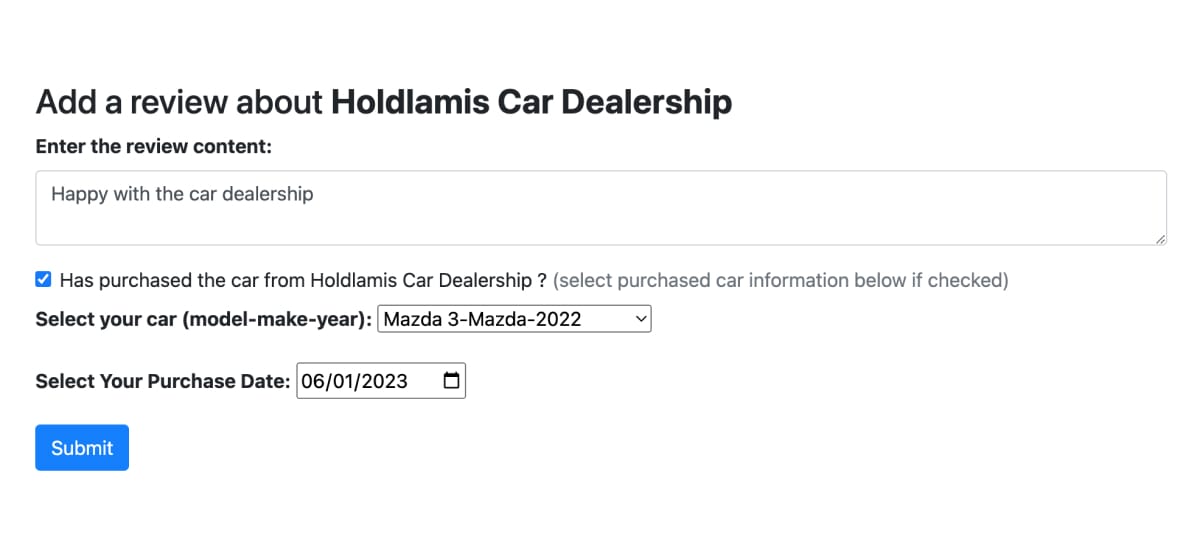 Add a review about Holdlamis Car Dealership
Enter the review content:
Happy with the car dealership
Has purchased the car from Holdlamis Car Dealership ? (select purchased car information below if checked)
Select your car (model-make-year): Mazda 3-Mazda-2022
Select Your Purchase Date: 06/01/2023
Submit